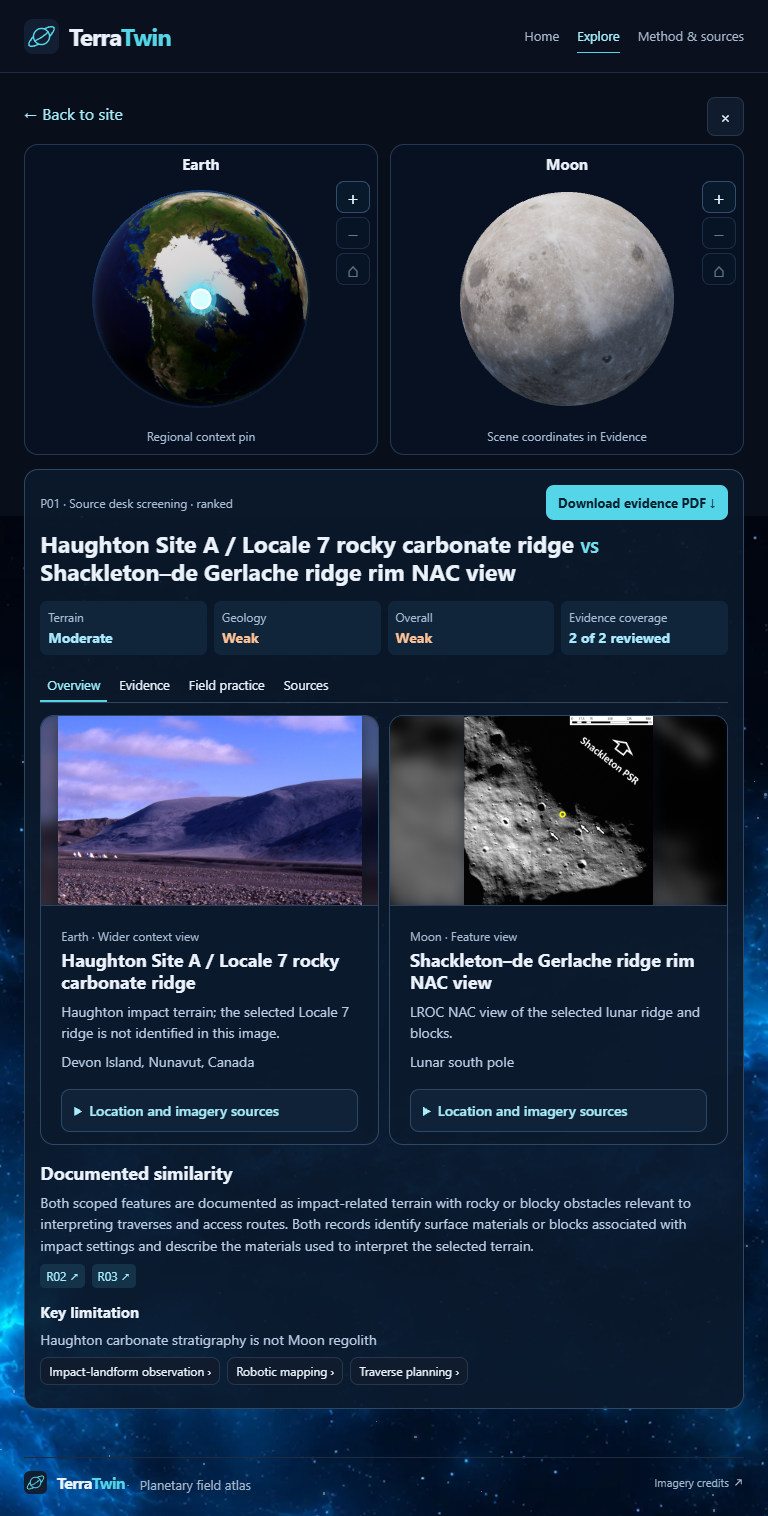 TerraTwin
Home
Explore
Method & sources
← Back to site
×
Earth
+
−
⌂
Regional context pin
Moon
+
−
⌂
Scene coordinates in Evidence
P01 · Source desk screening · ranked
Download evidence PDF ↓
Haughton Site A / Locale 7 rocky carbonate ridge vs
Shackleton–de Gerlache ridge rim NAC view
Terrain
Moderate
Geology
Weak
Overall
Weak
Evidence coverage
2 of 2 reviewed
Overview
Evidence
Field practice
Sources
Earth · Wider context view
Haughton Site A / Locale 7 rocky
carbonate ridge
Haughton impact terrain; the selected Locale 7
ridge is not identified in this image.
Devon Island, Nunavut, Canada
▶ Location and imagery sources
Shackleton PSR
Moon · Feature view
Shackleton–de Gerlache ridge rim
NAC view
LROC NAC view of the selected lunar ridge and
blocks.
Lunar south pole
▶ Location and imagery sources
Documented similarity
Both scoped features are documented as impact-related terrain with rocky or blocky obstacles relevant to
interpreting traverses and access routes. Both records identify surface materials or blocks associated with
impact settings and describe the materials used to interpret the selected terrain.
R02 ↗
R03 ↗
Key limitation
Haughton carbonate stratigraphy is not Moon regolith
Impact-landform observation ›
Robotic mapping ›
Traverse planning ›
TerraTwin
Planetary field atlas
Imagery credits ↗